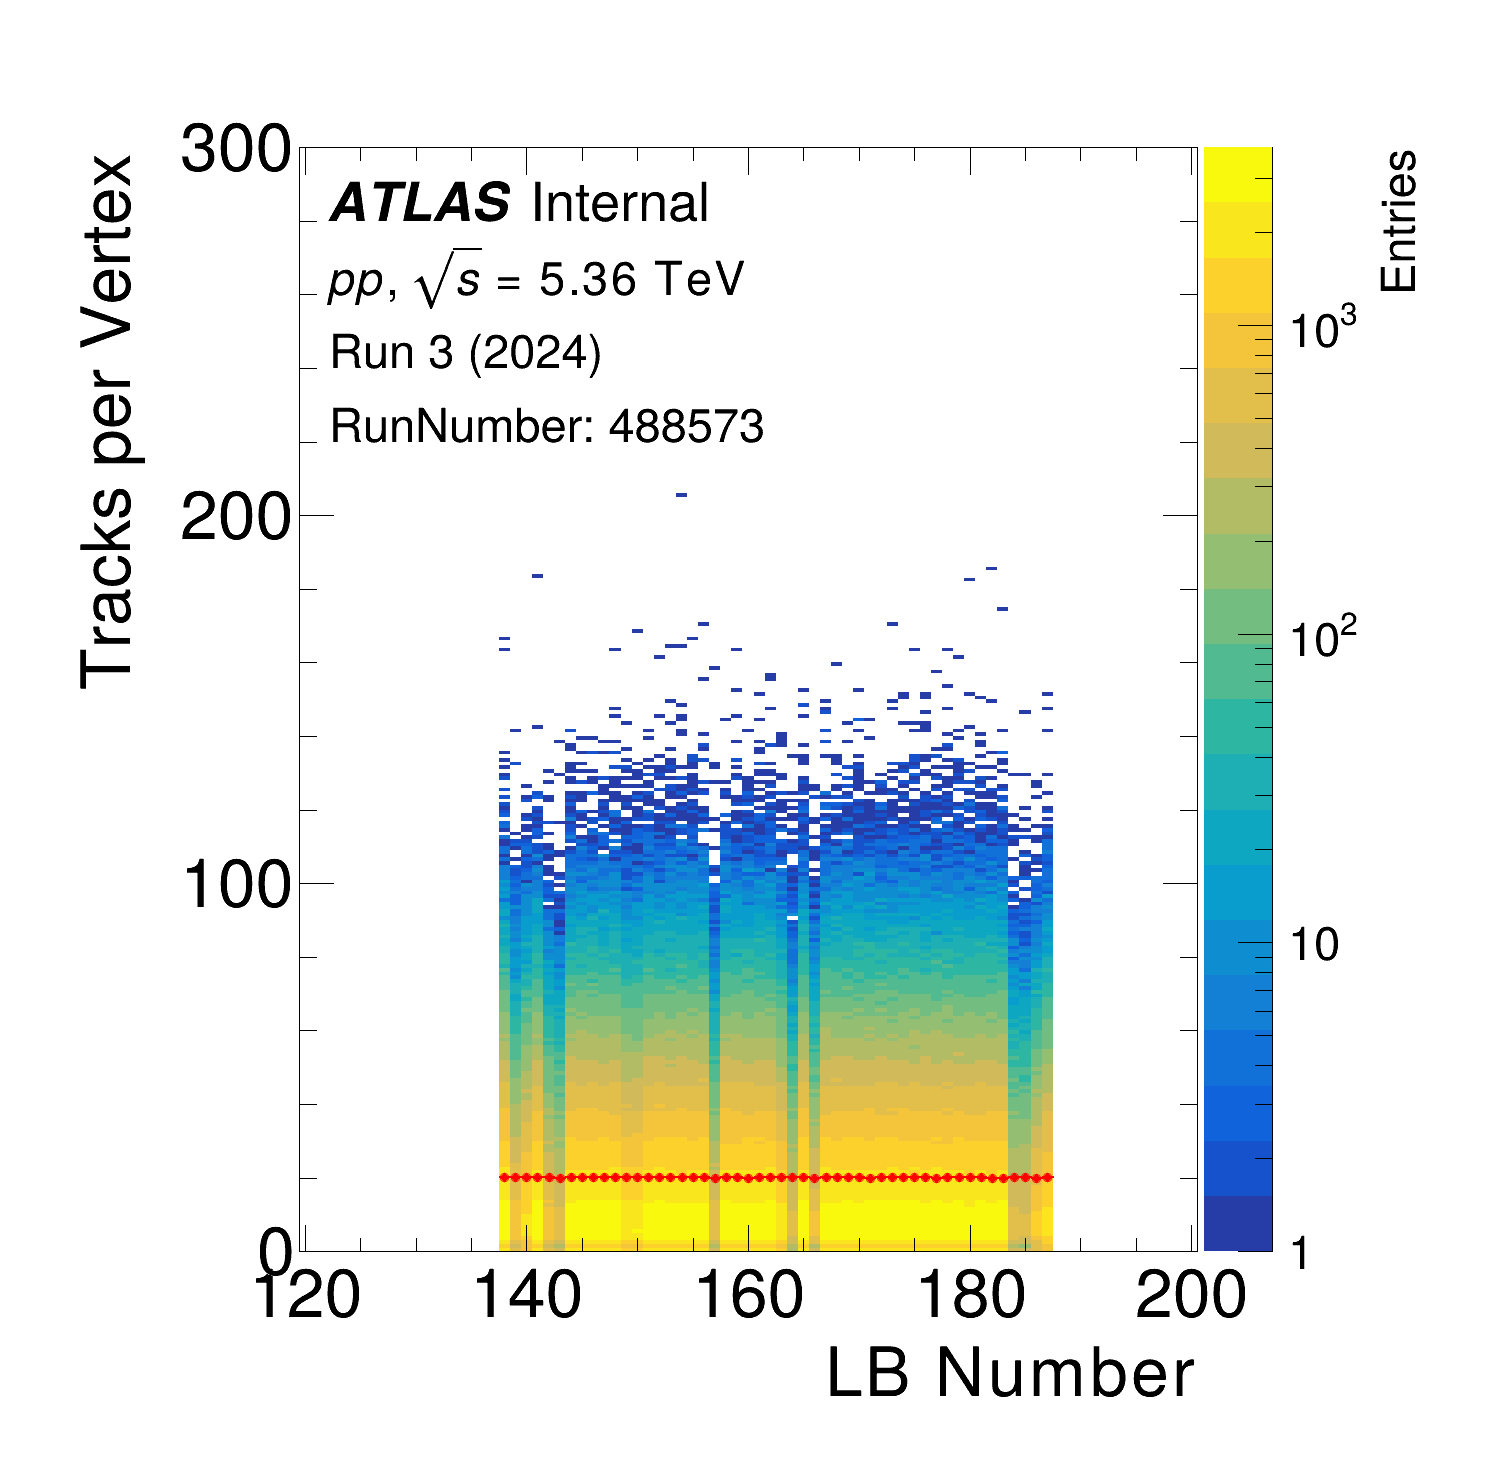 ATLAS Internal
pp, √s = 5.36 TeV
Run 3 (2024)
RunNumber: 488573
Tracks per Vertex
300
200
100
0
120 140 160 180 200
LB Number
Entries
10³
10²
10
1